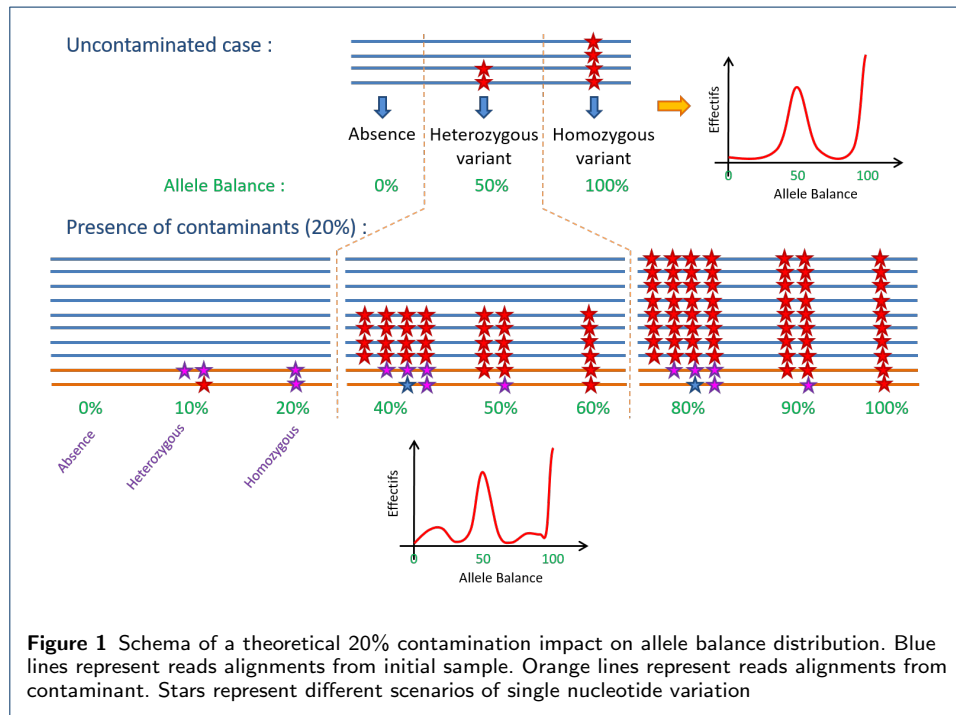 Uncontaminated case :
Absence
Heterozygous
variant
Homozygous
variant
Allele Balance :
0%
50%
100%
Effectifs
0
50
100
Allele Balance
Presence of contaminants (20%) :
0%
10%
20%
40%
50%
60%
80%
90%
100%
Absence
Heterozygous
Homozygous
Effectifs
0
50
100
Allele Balance
Figure 1 Schema of a theoretical 20% contamination impact on allele balance distribution. Blue
lines represent reads alignments from initial sample. Orange lines represent reads alignments from
contaminant. Stars represent different scenarios of single nucleotide variation